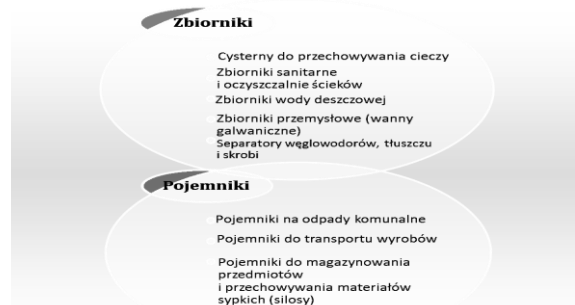 Zbiorniki
Cysterny do przechowywania cieczy
Zbiorniki sanitarne
i oczyszczalnie ścieków
Zbiorniki wody deszczowej
Zbiorniki przemysłowe (wanny
galwaniczne)
Separatory węglowodorów, tłuszczu
i skrobi
Pojemniki
Pojemniki na odpady komunalne
Pojemniki do transportu wyrobów
Pojemniki do magazynowania
przedmiotów
i przechowywania materiałów
sypkich (silosy)